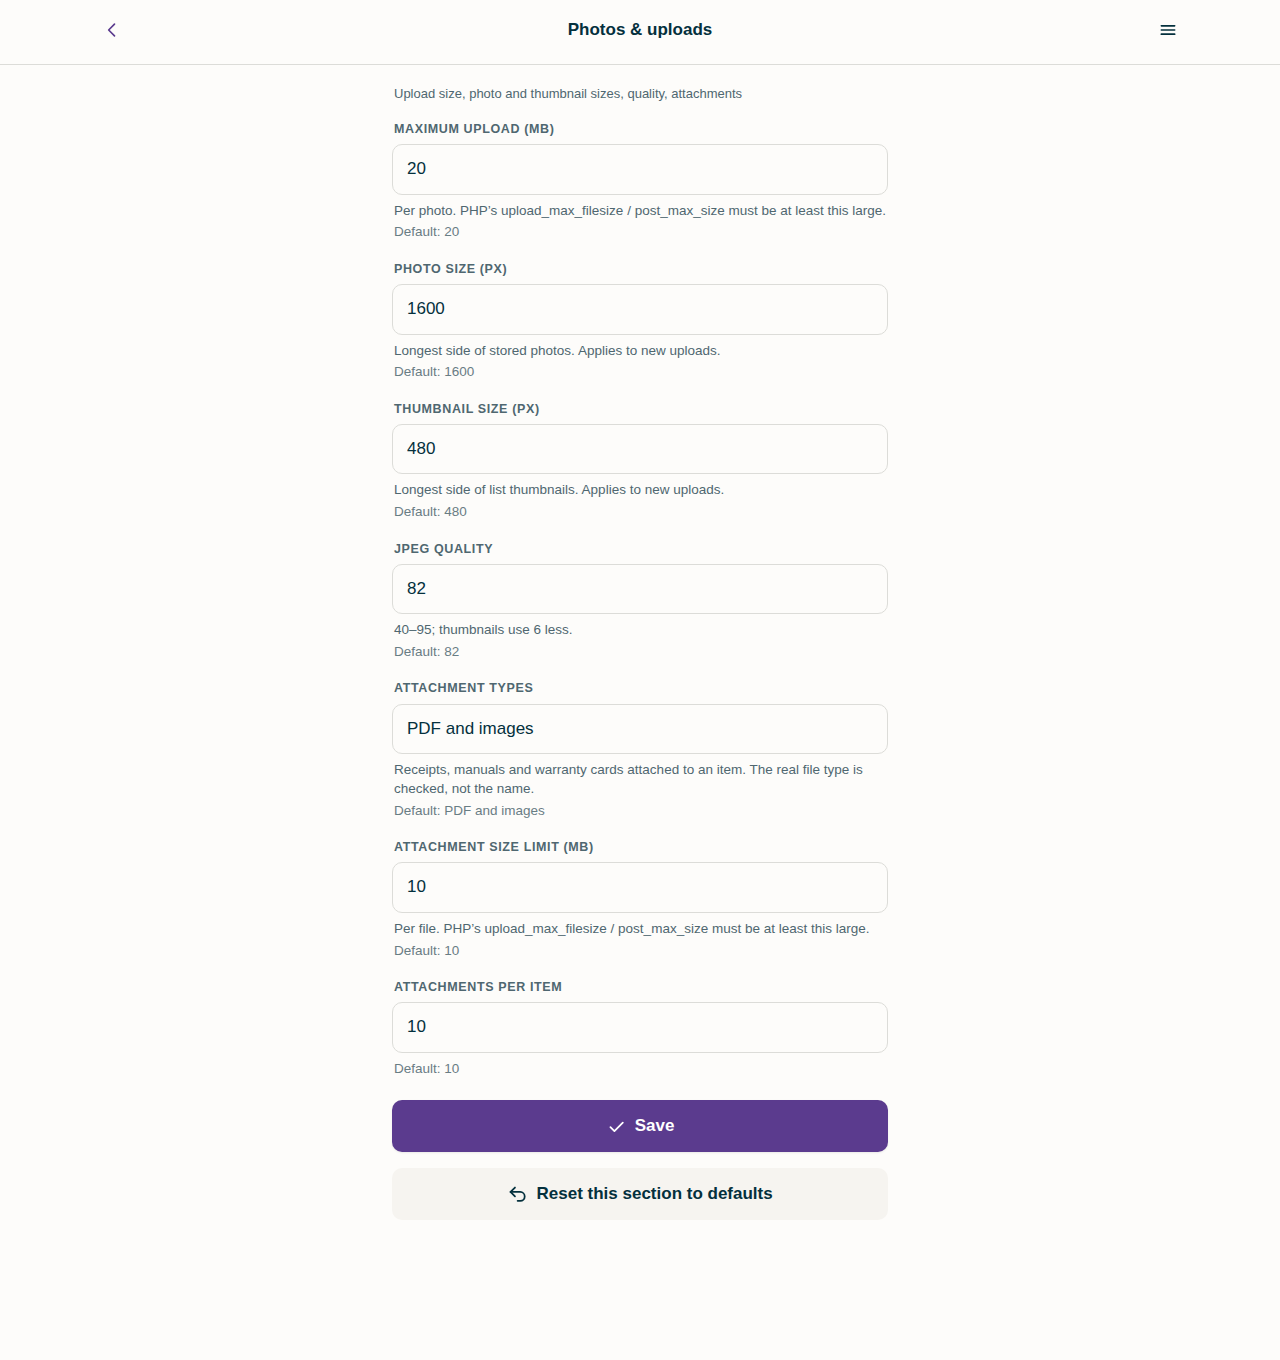 Photos & uploads
Upload size, photo and thumbnail sizes, quality, attachments
MAXIMUM UPLOAD (MB)
20
Per photo. PHP's upload_max_filesize / post_max_size must be at least this large.
Default: 20
PHOTO SIZE (PX)
1600
Longest side of stored photos. Applies to new uploads.
Default: 1600
THUMBNAIL SIZE (PX)
480
Longest side of list thumbnails. Applies to new uploads.
Default: 480
JPEG QUALITY
82
40–95; thumbnails use 6 less.
Default: 82
ATTACHMENT TYPES
PDF and images
Receipts, manuals and warranty cards attached to an item. The real file type is
checked, not the name.
Default: PDF and images
ATTACHMENT SIZE LIMIT (MB)
10
Per file. PHP's upload_max_filesize / post_max_size must be at least this large.
Default: 10
ATTACHMENTS PER ITEM
10
Default: 10
Save
Reset this section to defaults